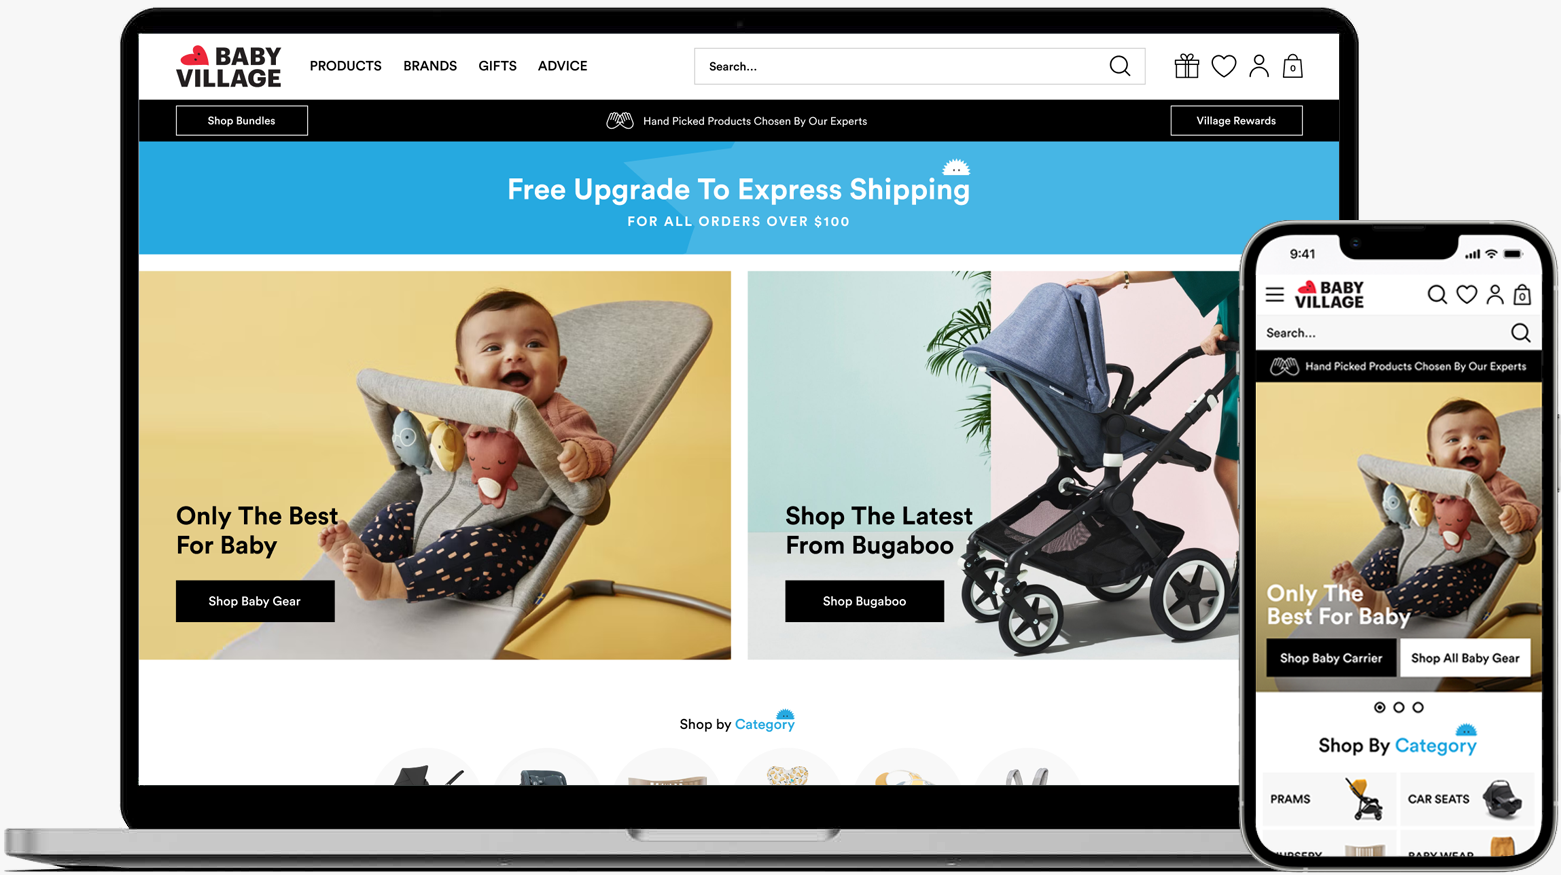 BABY
VILLAGE
PRODUCTS
BRANDS
GIFTS
ADVICE
Search...
0
Shop Bundles
Hand Picked Products Chosen By Our Experts
Village Rewards
Free Upgrade To Express Shipping
FOR ALL ORDERS OVER $100
Only The Best
For Baby
Shop Baby Gear
Shop The Latest
From Bugaboo
Shop Bugaboo
Shop by Category
9:41
BABY
VILLAGE
0
Search...
Hand Picked Products Chosen By Our Experts
Only The
Best For Baby
Shop Baby Carrier
Shop All Baby Gear
Shop By Category
PRAMS
CAR SEATS
NURSERY
BABY WEAR